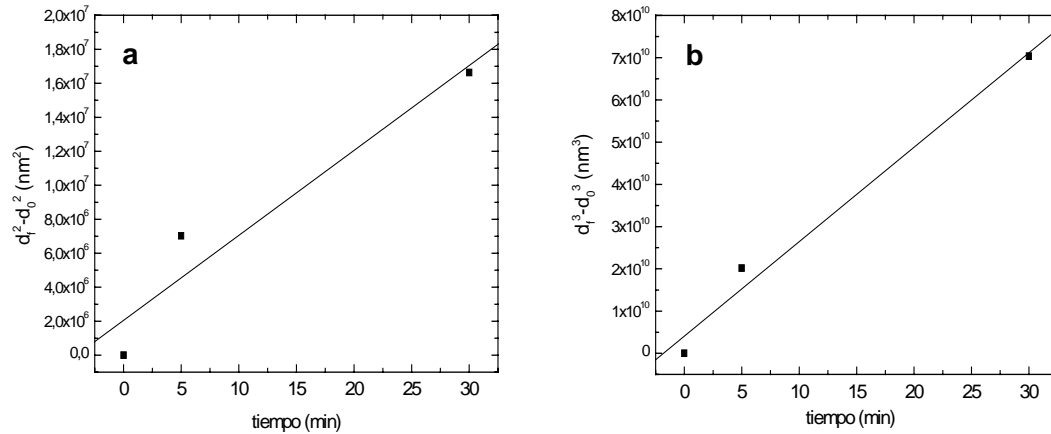 a
2,0x10⁷
1,8x10⁷
1,6x10⁷
1,4x10⁷
1,2x10⁷
1,0x10⁷
8,0x10⁶
6,0x10⁶
4,0x10⁶
2,0x10⁶
0,0
d_f²-d_0² (nm²)
0 5 10 15 20 25 30
tiempo (min)
b
8x10¹⁰
7x10¹⁰
6x10¹⁰
5x10¹⁰
4x10¹⁰
3x10¹⁰
2x10¹⁰
1x10¹⁰
0
d_f³-d_0³ (nm³)
0 5 10 15 20 25 30
tiempo (min)